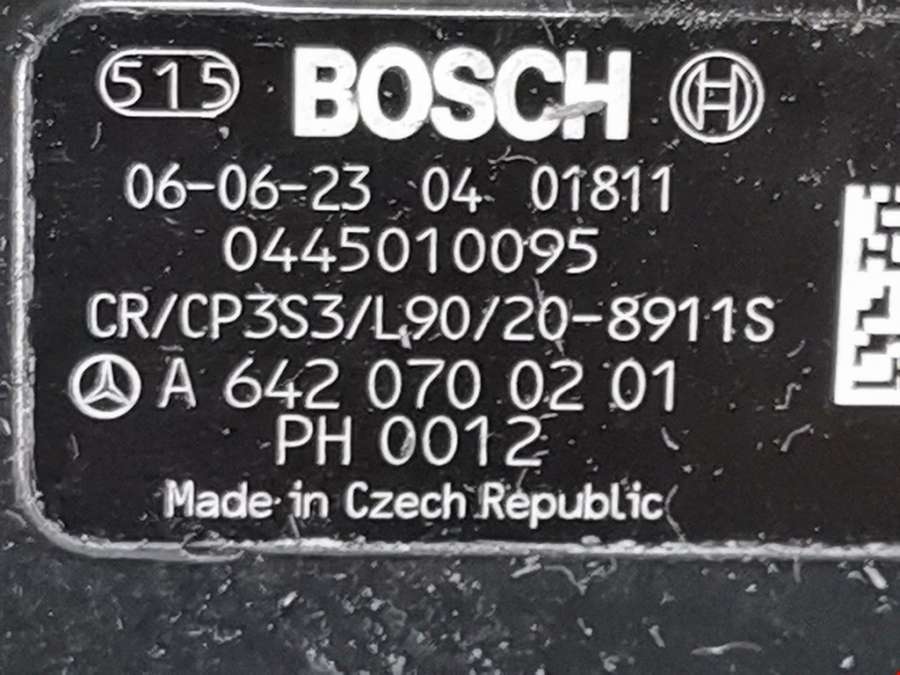 515 BOSCH
06-06-23 04 01811
0445010095
CR/CP3S3/L90/20-8911S
A 642 070 02 01
PH 0012
Made in Czech Republic